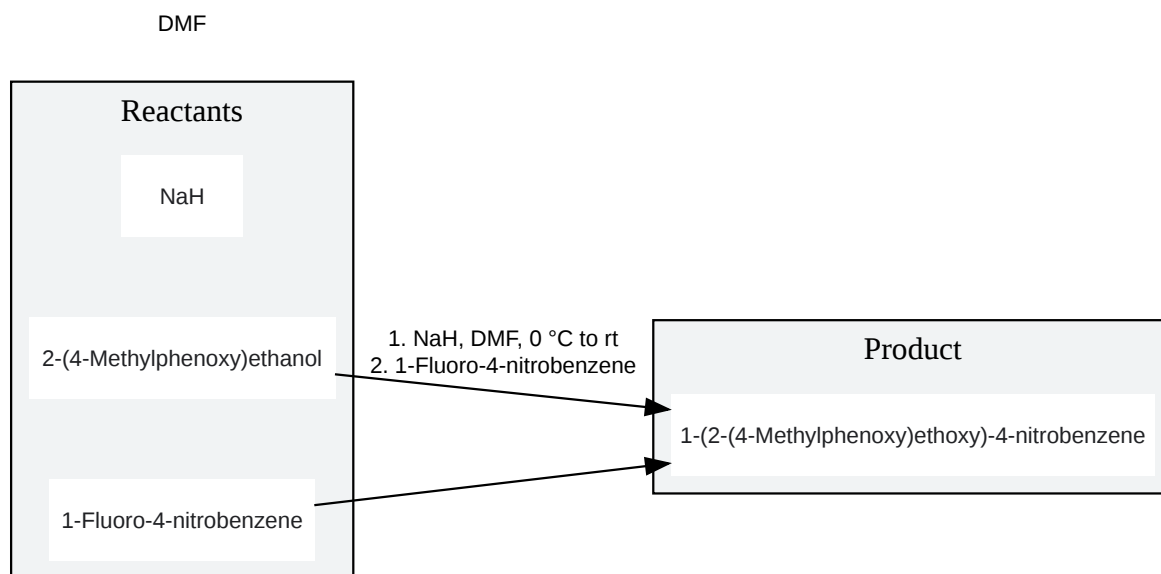 DMF
Reactants
NaH
2-(4-Methylphenoxy)ethanol
1-Fluoro-4-nitrobenzene
1. NaH, DMF, 0 °C to rt
2. 1-Fluoro-4-nitrobenzene
Product
1-(2-(4-Methylphenoxy)ethoxy)-4-nitrobenzene